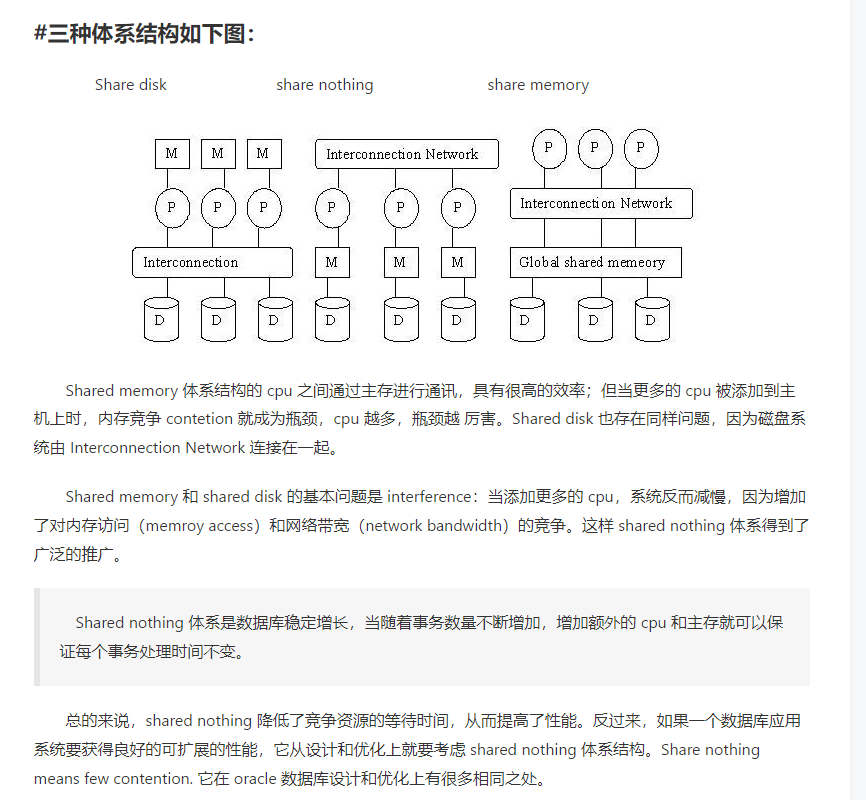 #三种体系结构如下图：
Share disk share nothing share memory
M M M Interconnection Network P P P
P P P P P P Interconnection Network
Interconnection M M M Global shared memeory
D D D D D D D D D
Shared memory 体系结构的 cpu 之间通过主存进行通讯，具有很高的效率；但当更多的 cpu 被添加到主
机上时，内存竞争 contetion 就成为瓶颈，cpu 越多，瓶颈越 厉害。Shared disk 也存在同样问题，因为磁盘系
统由 Interconnection Network 连接在一起。
Shared memory 和 shared disk 的基本问题是 interference：当添加更多的 cpu，系统反而减慢，因为增加
了对内存访问（memroy access）和网络带宽（network bandwidth）的竞争。这样 shared nothing 体系得到了
广泛的推广。
Shared nothing 体系是数据库稳定增长，当随着事务数量不断增加，增加额外的 cpu 和主存就可以保
证每个事务处理时间不变。
总的来说，shared nothing 降低了竞争资源的等待时间，从而提高了性能。反过来，如果一个数据库应用
系统要获得良好的可扩展的性能，它从设计和优化上就要考虑 shared nothing 体系结构。Share nothing
means few contention. 它在 oracle 数据库设计和优化上有很多相同之处。